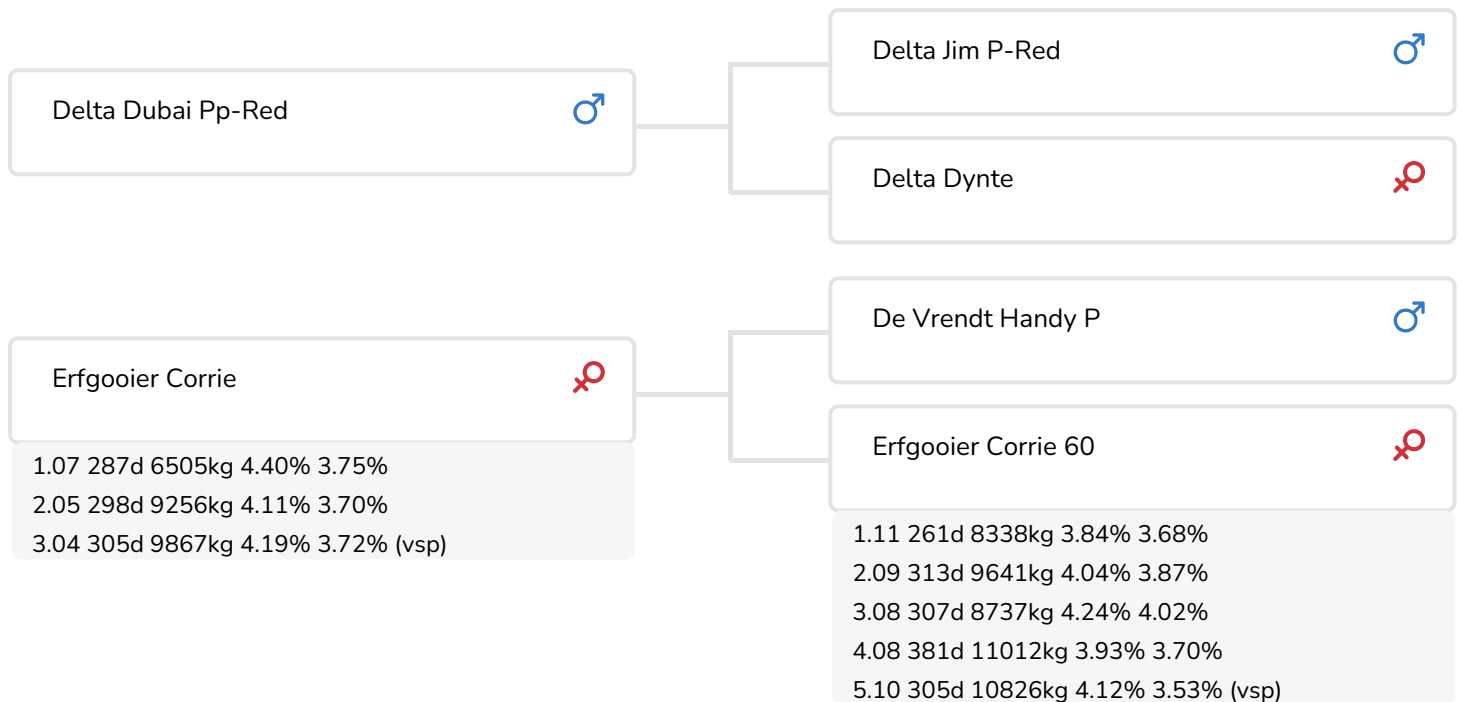 Delta Dubai Pp-Red
Delta Jim P-Red
Delta Dynte
Erfgooier Corrie
1.07 287d 6505kg 4.40% 3.75%
2.05 298d 9256kg 4.11% 3.70%
3.04 305d 9867kg 4.19% 3.72% (vsp)
De Vrendt Handy P
Erfgooier Corrie 60
1.11 261d 8338kg 3.84% 3.68%
2.09 313d 9641kg 4.04% 3.87%
3.08 307d 8737kg 4.24% 4.02%
4.08 381d 11012kg 3.93% 3.70%
5.10 305d 10826kg 4.12% 3.53% (vsp)